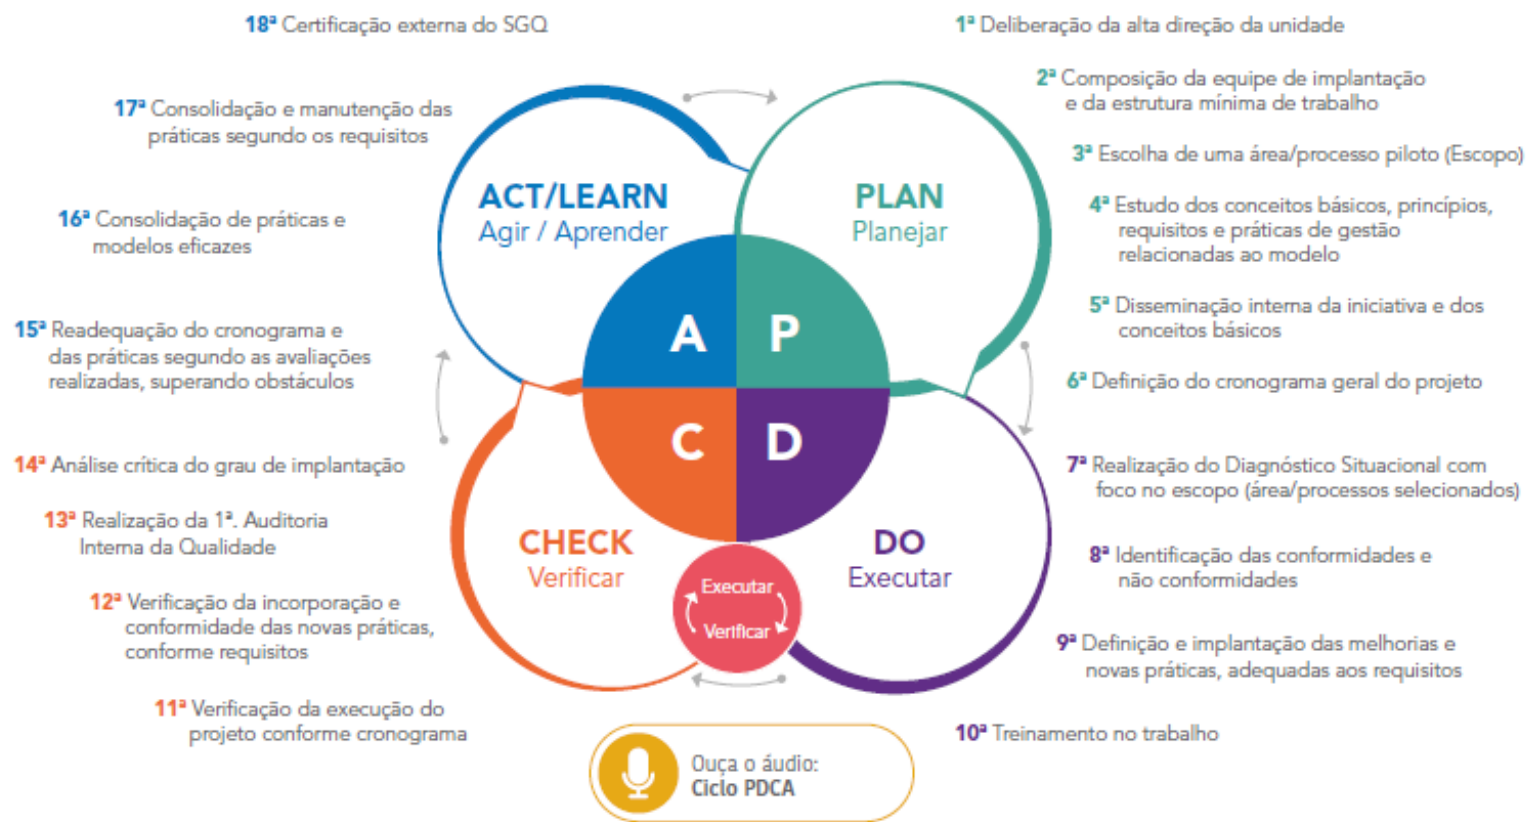 18ª Certificação externa do SGQ
1ª Deliberação da alta direção da unidade
2ª Composição da equipe de implantação
e da estrutura mínima de trabalho
3ª Escolha de uma área/processo piloto (Escopo)
4ª Estudo dos conceitos básicos, princípios,
requisitos e práticas de gestão
relacionadas ao modelo
5ª Disseminação interna da iniciativa e dos
conceitos básicos
6ª Definição do cronograma geral do projeto
7ª Realização do Diagnóstico Situacional com
foco no escopo (área/processos selecionados)
8ª Identificação das conformidades e
não conformidades
9ª Definição e implantação das melhorias e
novas práticas, adequadas aos requisitos
10ª Treinamento no trabalho
11ª Verificação da execução do
projeto conforme cronograma
12ª Verificação da incorporação e
conformidade das novas práticas,
conforme requisitos
13ª Realização da 1ª. Auditoria
Interna da Qualidade
14ª Análise crítica do grau de implantação
15ª Readequação do cronograma e
das práticas segundo as avaliações
realizadas, superando obstáculos
16ª Consolidação de práticas e
modelos eficazes
17ª Consolidação e manutenção das
práticas segundo os requisitos
ACT/LEARN
Agir / Aprender
PLAN
Planejar
A
P
C
D
CHECK
Verificar
DO
Executar
Executar
Verificar
Ouça o áudio:
Ciclo PDCA